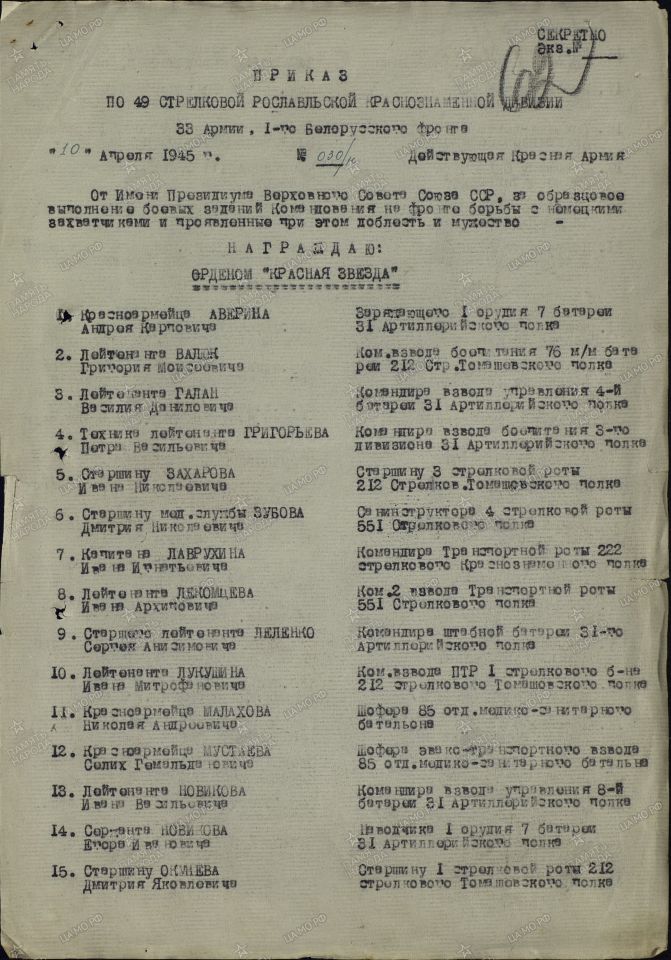 СЕКРЕТНО
Экз.№
ПРИКАЗ
ПО 49 СТРЕЛКОВОЙ РОСЛАВЛЬСКОЙ КРАСНОЗНАМЕННОЙ ДИВИЗИИ
33 Армии, I-го Белорусского фронта
"10" Апреля 1945 г. № 030/н Действующая Красная Армия
От Имени Президиума Верховного Совета Союза ССР, за образцовое
выполнение боевых заданий Командования на фронте борьбы с немецкими
захватчиками и проявленные при этом доблесть и мужество -
НАГРАЖДАЮ:
ОРДЕНОМ "КРАСНАЯ ЗВЕЗДА"
1. Красноармейца АВЕРИНА Заряжающего I орудия 7 батареи
Андрея Карповича 31 Артиллерийского полка
2. Лейтенанта ВАЛЮК Ком.взвода боепитания 76 м/м бата
Григория Моисеевича реи 212 Стр.Томашовского полка
3. Лейтенанта ГАЛАН Командира взвода управления 4-й
Василия Даниловича батареи 31 Артиллерийского полка
4. Техника лейтенанта ГРИГОРЬЕВА Командира взвода боепитания 3-го
Петра Васильевича дивизиона 31 Артиллерийского полка
5. Старшину ЗАХАРОВА Старшину 3 стрелковой роты
Ивана Николаевича 212 Стрелков.Томашовского полка
6. Старшину мед.службы ЗУБОВА Санинструктора 4 стрелковой роты
Дмитрия Николаевича 551 Стрелкового полка
7. Капитана ЛАВРУХИНА Командира Транспортной роты 222
Ивана Игнатьевича стрелкового Краснознаменного полка
8. Лейтенанта ЛЕКОМЦЕВА Ком.2 взвода Транспортной роты
Ивана Архиповича 551 Стрелкового полка
9. Старшего лейтенанта ЛЕЛЕНКО Командира штабной батареи 31-го
Сергея Анисимовича Артиллерийского полка
10. Лейтенанта ЛУКУШИНА Ком.взвода ПТР I стрелкового б-на
Ивана Митрофановича 212 стрелкового Томашовского полка
11. Красноармейца МАЛАХОВА Шофера 85 отд.медико-санитарного
Николая Андреевича батальона
12. Красноармейца МУСТАЕВА Шофера эвако-транспортного взвода
Селих Гемальдановича 85 отд.медико-санитарного батальна
13. Лейтенанта НОВИКОВА Командира взвода управления 8-й
Ивана Васильевича батареи 31 Артиллерийского полка
14. Сержанта НОВИКОВА Наводчика I орудия 7 батареи
Егора Ивановича 31 Артиллерийского полка
15. Старшину ОКУНЕВА Старшину I стрелковой роты 212
Дмитрия Яковлевича стрелкового Томашовского полка